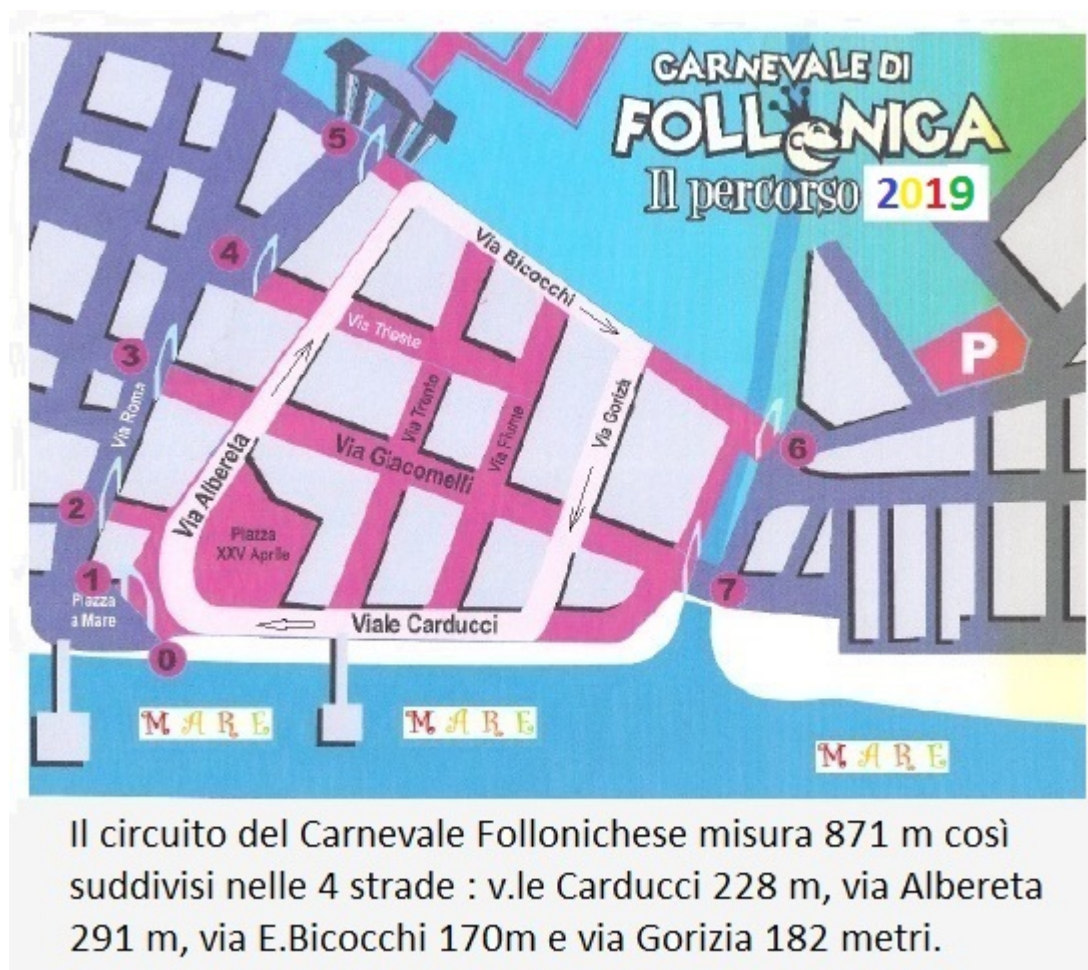 CARNEVALE DI
FOLLONICA
Il percorso 2019
5
4
Via Bicocchi
3
Via Trieste
P
Via Roma
Via Trento
Via Gorizà
Via Fiume
6
Via Albereta
Via Giacomelli
2
Piazza
XXV Aprile
1
7
Piazza
a Mare
Viale Carducci
0
MARE
MARE
MARE
Il circuito del Carnevale Follonichese misura 871 m così
suddivisi nelle 4 strade : v.le Carducci 228 m, via Albereta
291 m, via E.Bicocchi 170m e via Gorizia 182 metri.